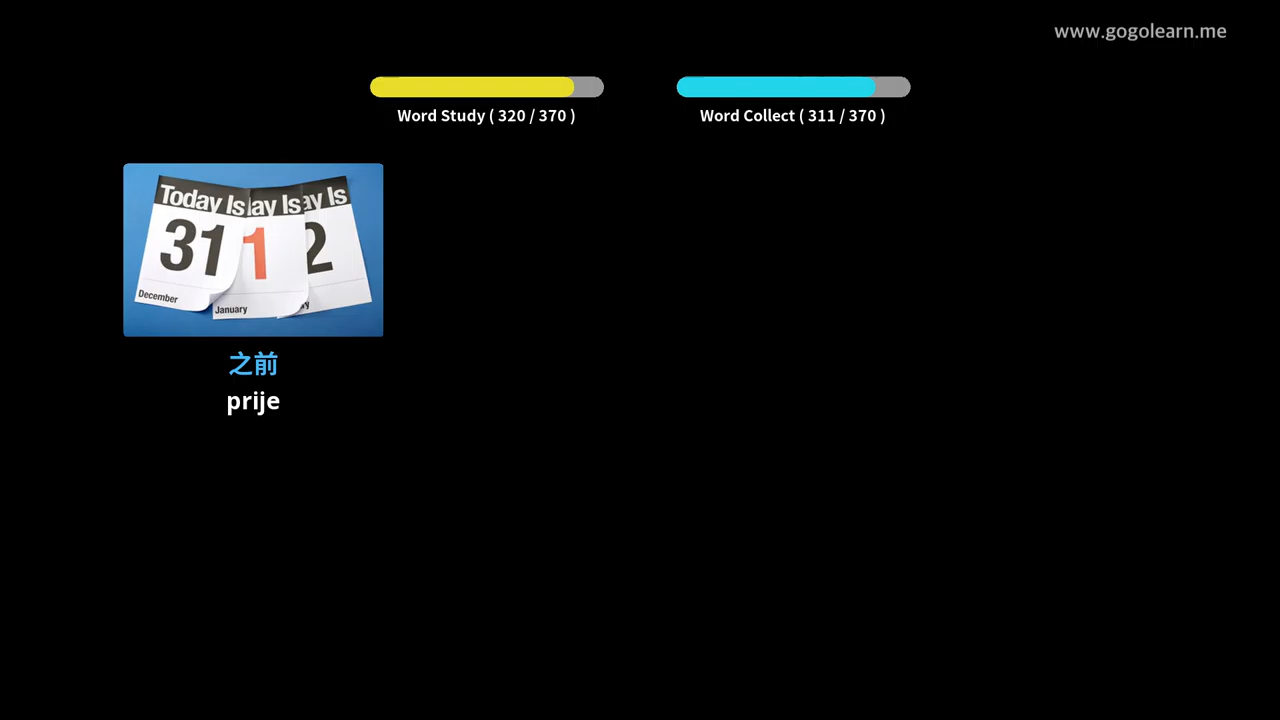 www.gogolearn.me
Word Study ( 320 / 370 )
Word Collect ( 311 / 370 )
Today Is
ay Is
ay Is
31
1
2
December
January
之前
prije